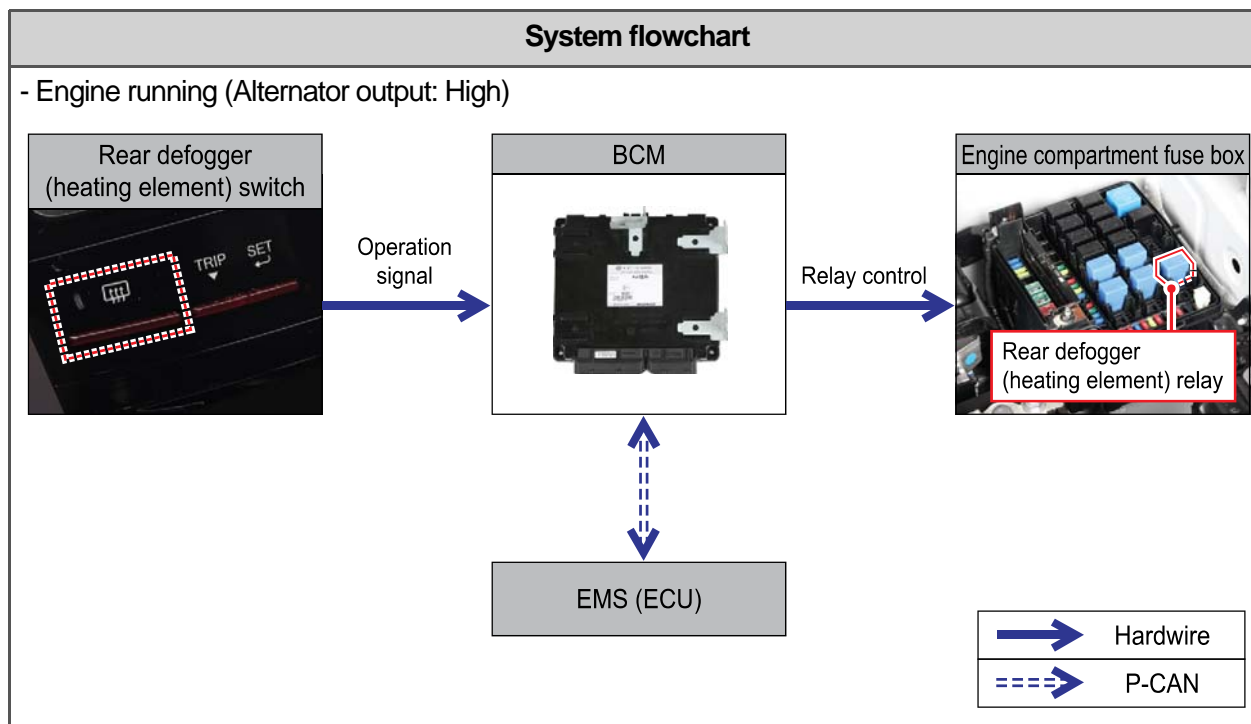 System flowchart
- Engine running (Alternator output: High)
Rear defogger
(heating element) switch
BCM
Engine compartment fuse box
TRIP
SET
Operation
signal
Relay control
Rear defogger
(heating element) relay
EMS (ECU)
Hardwire
P-CAN